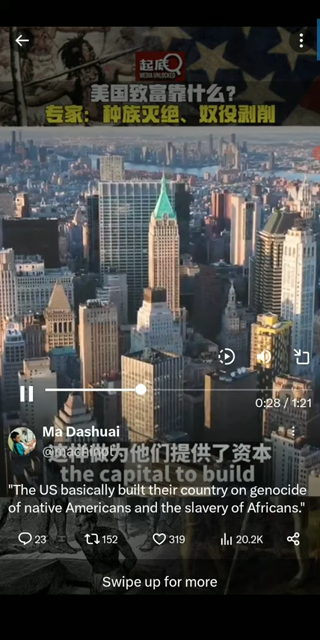 起底
MEDIA UNLOCKED
美国致富靠什么?
专家：种族灭绝、奴役剥削
0:28 / 1:21
Ma Dashuai
为他们提供了资本
the capital to build
"The US basically built their country on genocide
of native Americans and the slavery of Africans."
23
152
319
20.2K
Swipe up for more